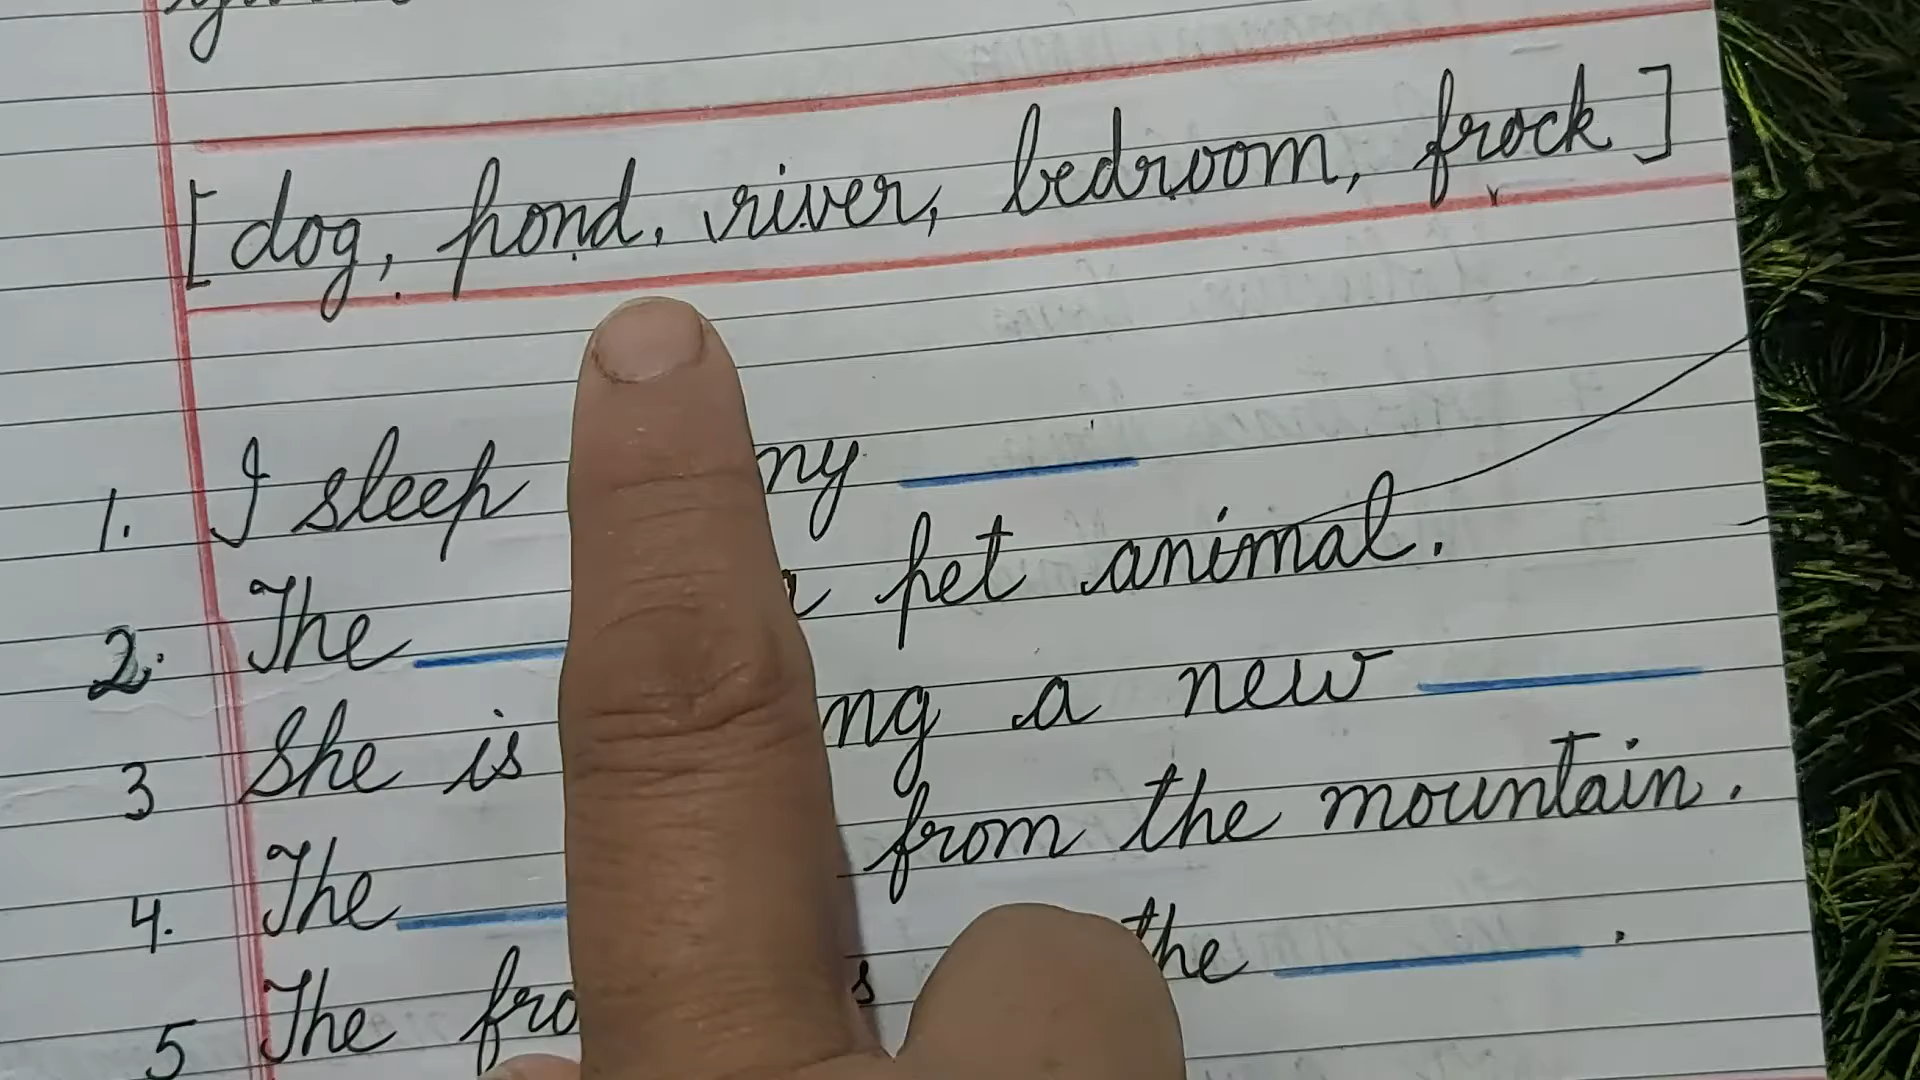 [dog, pond, river, bedroom, frock]
1. I sleep my
2. The pet animal.
3 She is a new
4. The from the mountain.
5 The the .